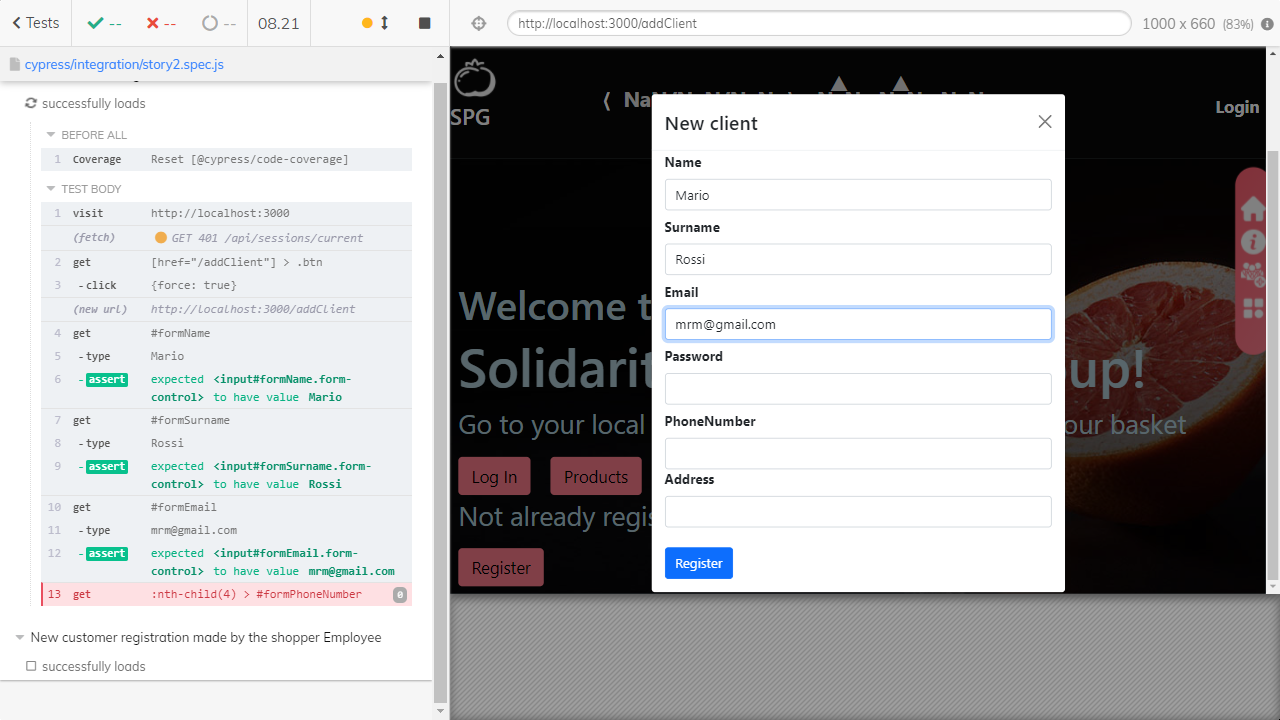 Tests
--
--
--
08.21
http://localhost:3000/addClient
1000 x 660 (83%)
cypress/integration/story2.spec.js
successfully loads
BEFORE ALL
1 Coverage Reset [@cypress/code-coverage]
TEST BODY
1 visit http://localhost:3000
(fetch) GET 401 /api/sessions/current
2 get [href="/addClient"] > .btn
3 -click {force: true}
(new url) http://localhost:3000/addClient
4 get #formName
5 -type Mario
6 -assert expected <input#formName.form-
control> to have value Mario
7 get #formSurname
8 -type Rossi
9 -assert expected <input#formSurname.form-
control> to have value Rossi
10 get #formEmail
11 -type mrm@gmail.com
12 -assert expected <input#formEmail.form-
control> to have value mrm@gmail.com
13 get :nth-child(4) > #formPhoneNumber 0
New customer registration made by the shopper Employee
successfully loads
SPG
Login
New client
Name
Mario
Surname
Rossi
Email
mrm@gmail.com
Password
PhoneNumber
Address
Register
Welcome t
Solidarit
up!
Go to your local
our basket
Log In
Products
Not already regis
Register